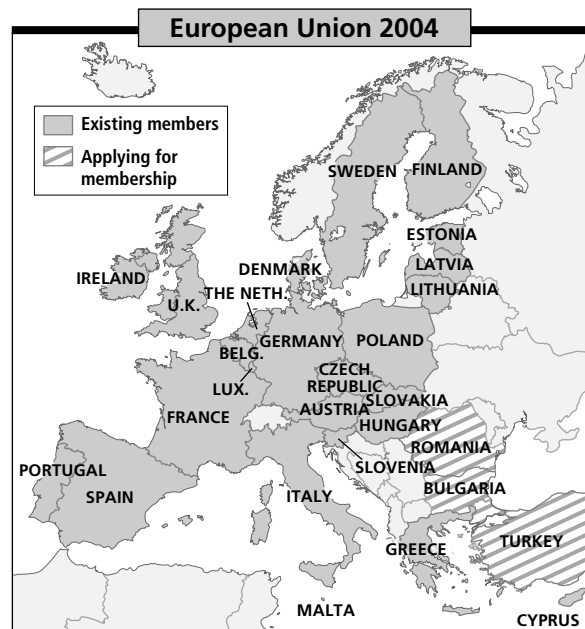 European Union 2004
Existing members
Applying for
membership
SWEDEN
FINLAND
ESTONIA
LATVIA
LITHUANIA
DENMARK
IRELAND
THE NETH.
U.K.
GERMANY
POLAND
BELG.
CZECH
REPUBLIC
LUX.
SLOVAKIA
AUSTRIA
FRANCE
HUNGARY
ROMANIA
SLOVENIA
PORTUGAL
SPAIN
ITALY
BULGARIA
TURKEY
GREECE
MALTA
CYPRUS